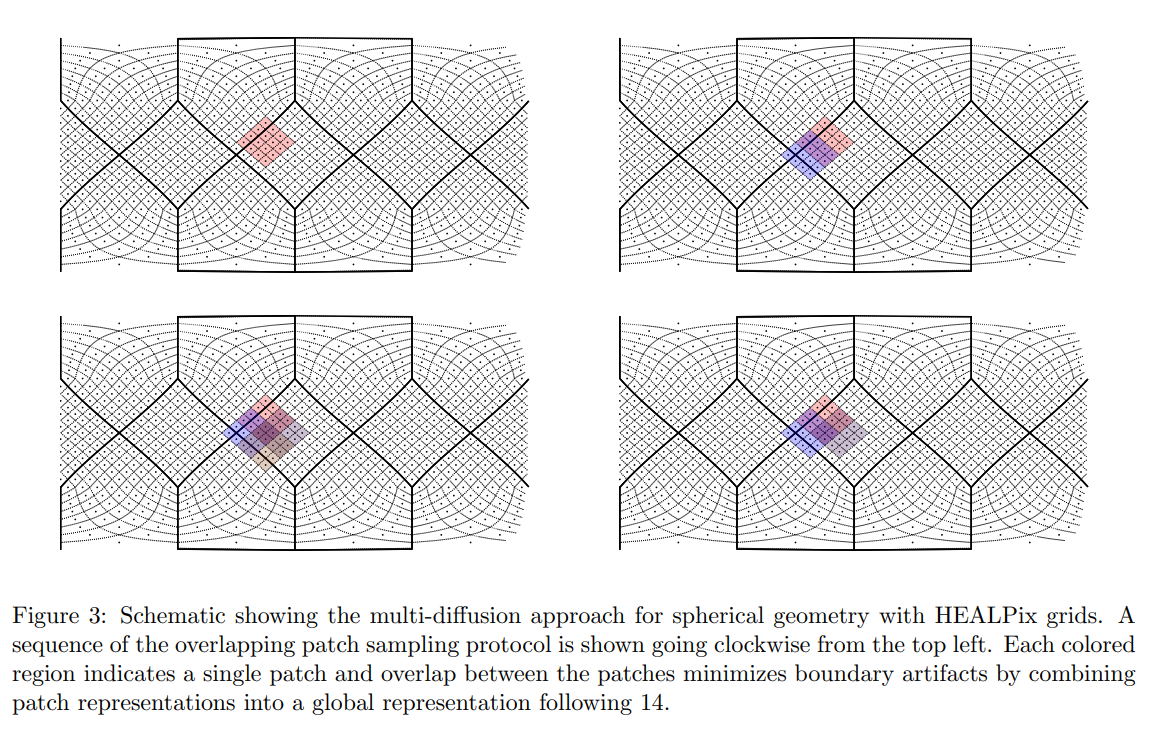 Figure 3: Schematic showing the multi-diffusion approach for spherical geometry with HEALPix grids. A
sequence of the overlapping patch sampling protocol is shown going clockwise from the top left. Each colored
region indicates a single patch and overlap between the patches minimizes boundary artifacts by combining
patch representations into a global representation following 14.